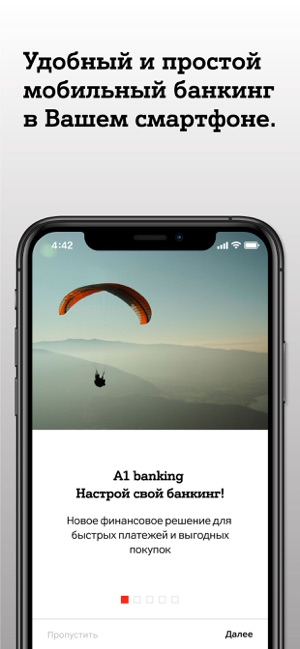 Удобный и простой
мобильный банкинг
в Вашем смартфоне.
4:42
A1 banking
Настрой свой банкинг!
Новое финансовое решение для
быстрых платежей и выгодных
покупок
Пропустить Далее